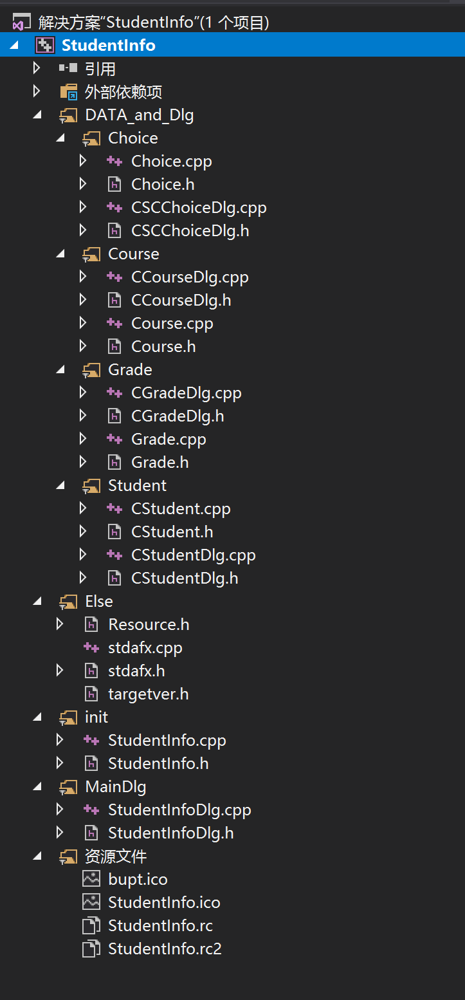 解决方案“StudentInfo”(1 个项目)
StudentInfo
引用
外部依赖项
DATA_and_Dlg
Choice
Choice.cpp
Choice.h
CSCChoiceDlg.cpp
CSCChoiceDlg.h
Course
CCourseDlg.cpp
CCourseDlg.h
Course.cpp
Course.h
Grade
CGradeDlg.cpp
CGradeDlg.h
Grade.cpp
Grade.h
Student
CStudent.cpp
CStudent.h
CStudentDlg.cpp
CStudentDlg.h
Else
Resource.h
stdafx.cpp
stdafx.h
targetver.h
init
StudentInfo.cpp
StudentInfo.h
MainDlg
StudentInfoDlg.cpp
StudentInfoDlg.h
资源文件
bupt.ico
StudentInfo.ico
StudentInfo.rc
StudentInfo.rc2